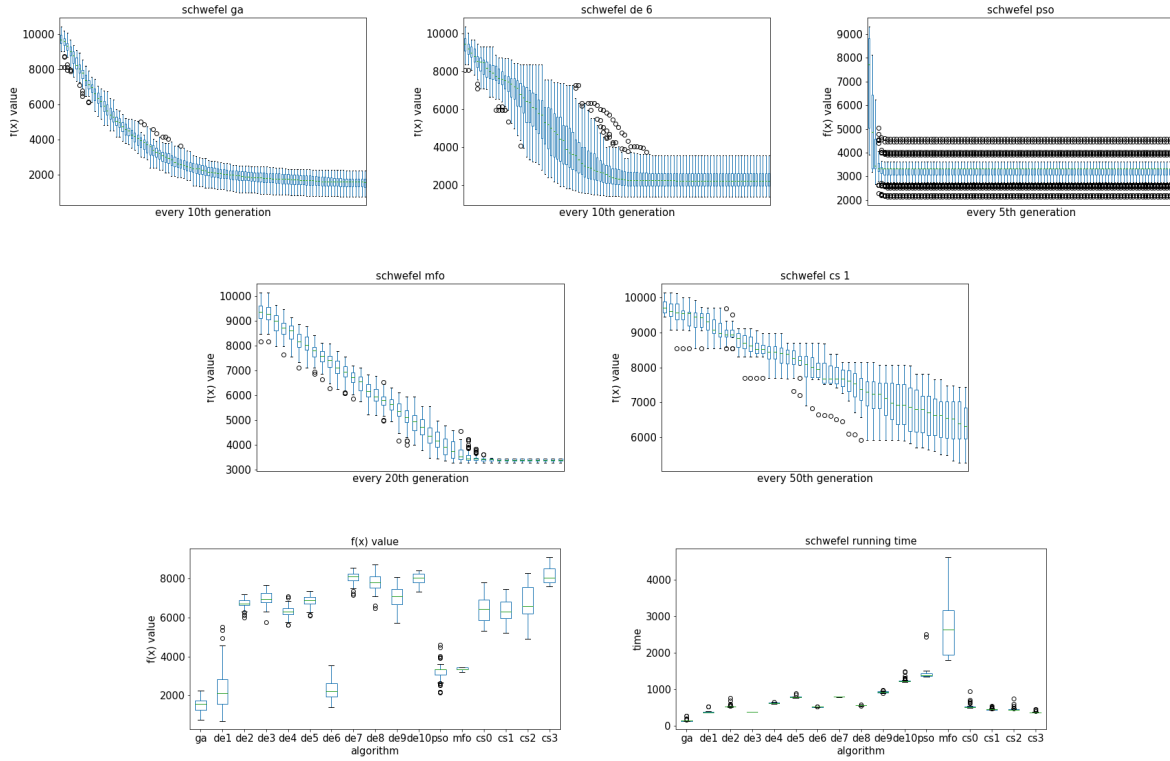 schwefel ga
10000
8000
6000
4000
2000
f(x) value
every 10th generation
schwefel de 6
10000
8000
6000
4000
2000
f(x) value
every 10th generation
schwefel pso
9000
8000
7000
6000
5000
4000
3000
2000
f(x) value
every 5th generation
schwefel mfo
10000
9000
8000
7000
6000
5000
4000
3000
f(x) value
every 20th generation
schwefel cs 1
10000
9000
8000
7000
6000
f(x) value
every 50th generation
f(x) value
8000
6000
4000
2000
f(x) value
ga de1 de2 de3 de4 de5 de6 de7 de8 de9 de10 pso mfo cs0 cs1 cs2 cs3
algorithm
schwefel running time
4000
3000
2000
1000
0
time
ga de1 de2 de3 de4 de5 de6 de7 de8 de9 de10 pso mfo cs0 cs1 cs2 cs3
algorithm